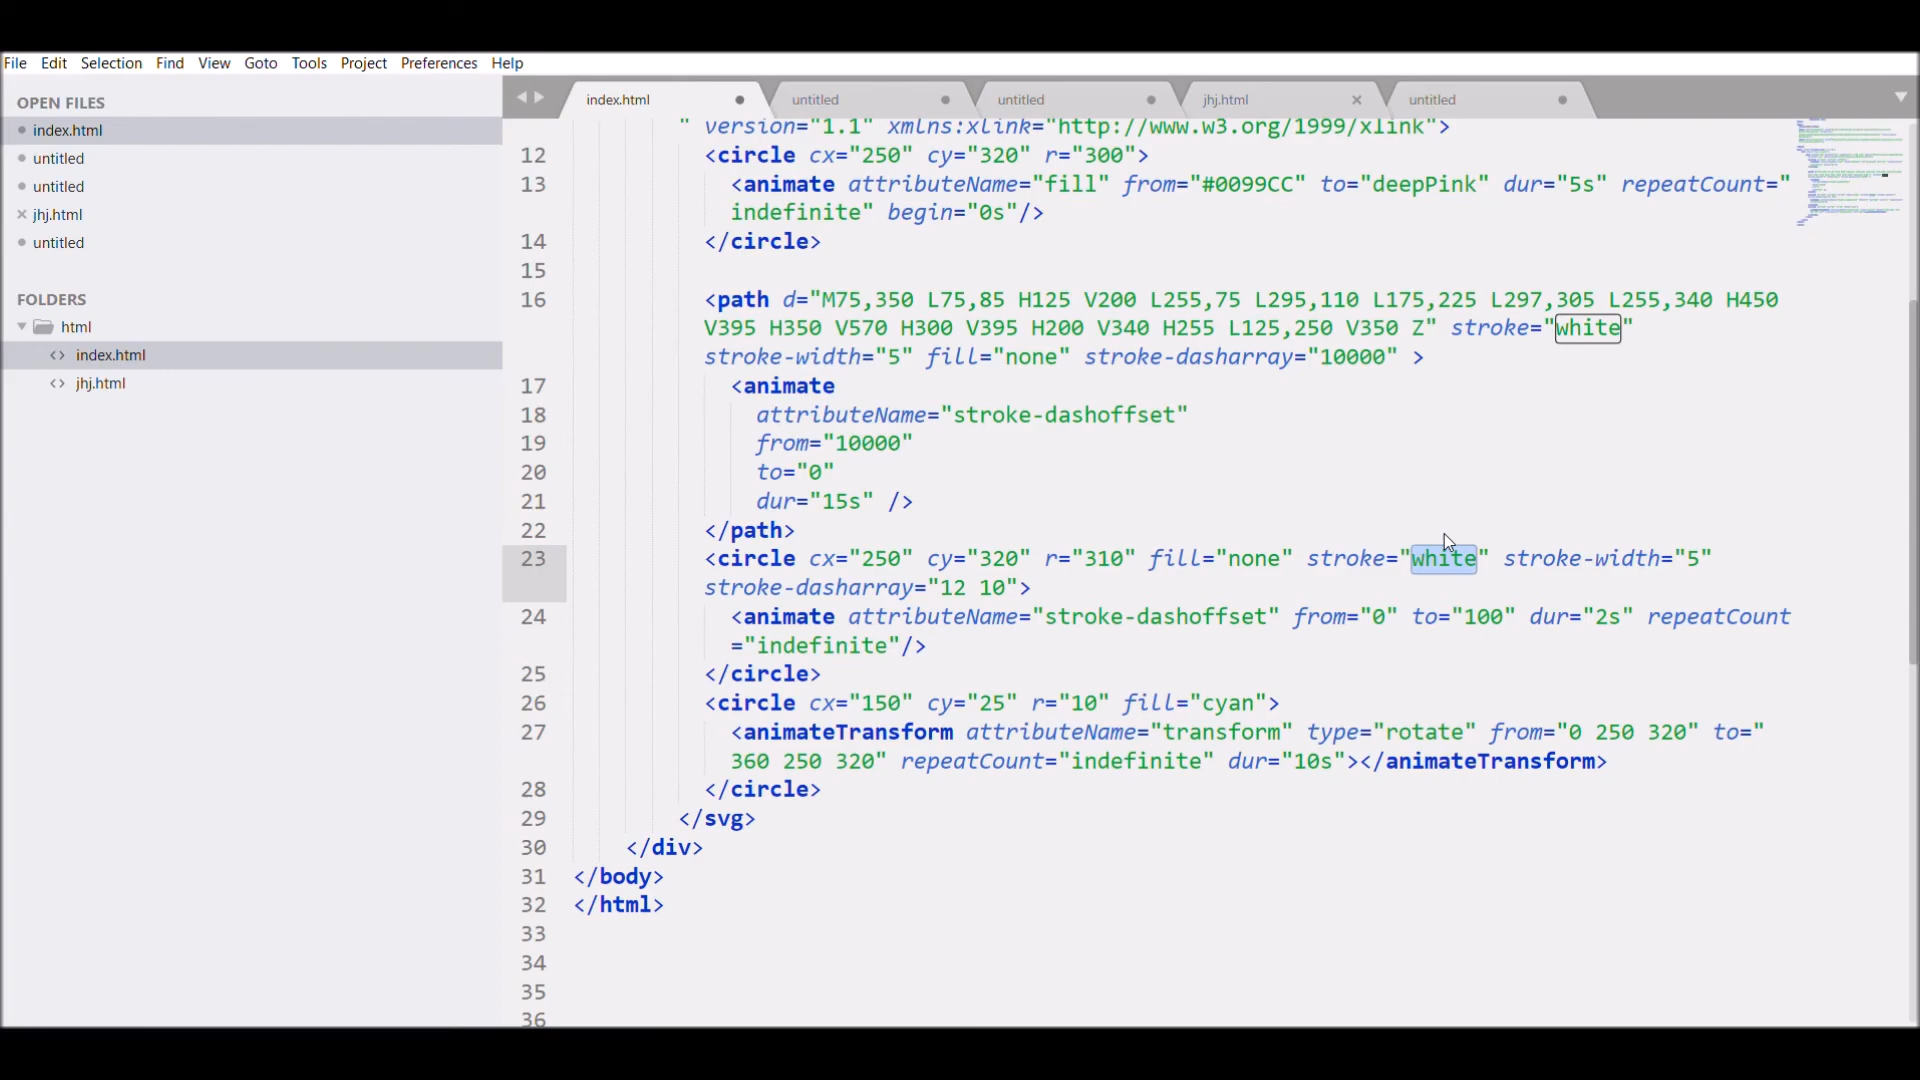 File Edit Selection Find View Goto Tools Project Preferences Help
OPEN FILES
index.html
untitled
untitled
jhj.html
untitled
FOLDERS
html
index.html
jhj.html
index.html untitled untitled jhj.html untitled
" version="1.1" xmlns:xlink="http://www.w3.org/1999/xlink">
12 <circle cx="250" cy="320" r="300">
13 <animate attributeName="fill" from="#0099CC" to="deepPink" dur="5s" repeatCount="
indefinite" begin="0s"/>
14 </circle>
15
16 <path d="M75,350 L75,85 H125 V200 L255,75 L295,110 L175,225 L297,305 L255,340 H450
V395 H350 V570 H300 V395 H200 V340 H255 L125,250 V350 Z" stroke="white"
stroke-width="5" fill="none" stroke-dasharray="10000" >
17 <animate
18 attributeName="stroke-dashoffset"
19 from="10000"
20 to="0"
21 dur="15s" />
22 </path>
23 <circle cx="250" cy="320" r="310" fill="none" stroke="white" stroke-width="5"
stroke-dasharray="12 10">
24 <animate attributeName="stroke-dashoffset" from="0" to="100" dur="2s" repeatCount
="indefinite"/>
25 </circle>
26 <circle cx="150" cy="25" r="10" fill="cyan">
27 <animateTransform attributeName="transform" type="rotate" from="0 250 320" to="
360 250 320" repeatCount="indefinite" dur="10s"></animateTransform>
28 </circle>
29 </svg>
30 </div>
31 </body>
32 </html>
33
34
35
36